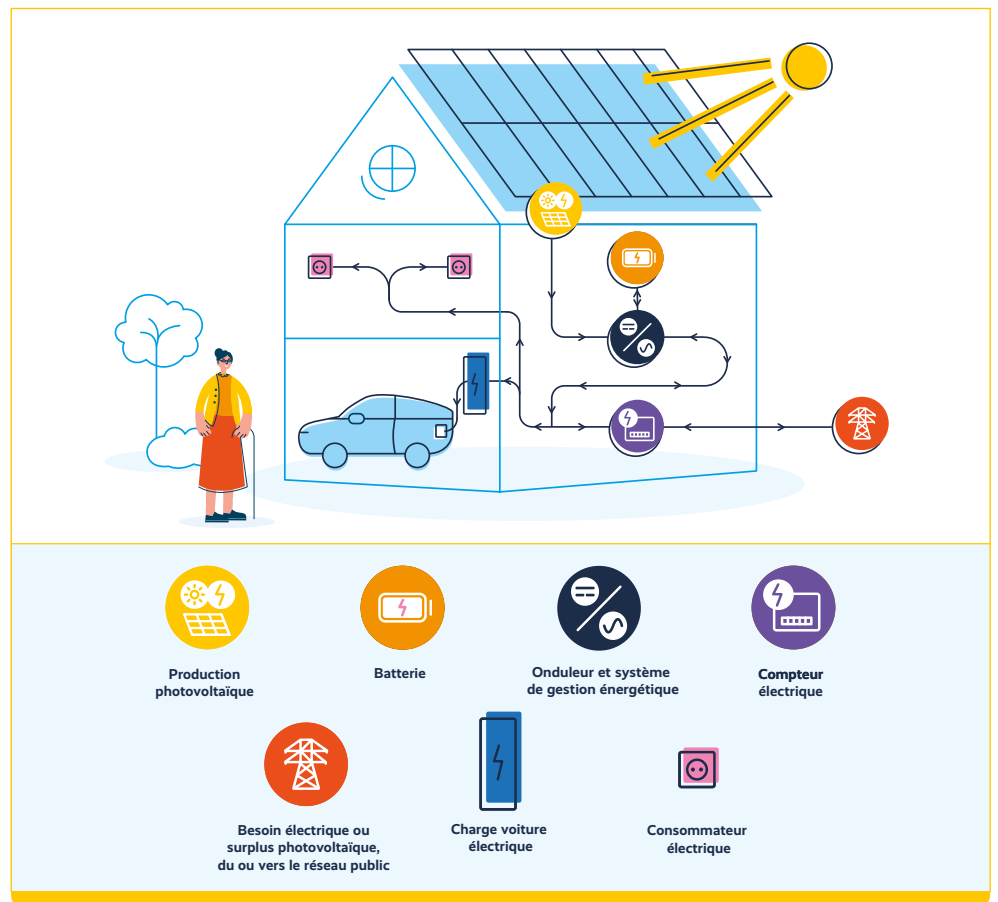 Production
photovoltaïque
Batterie
Onduleur et système
de gestion énergétique
Compteur
électrique
Besoin électrique ou
surplus photovoltaïque,
du ou vers le réseau public
Charge voiture
électrique
Consommateur
électrique